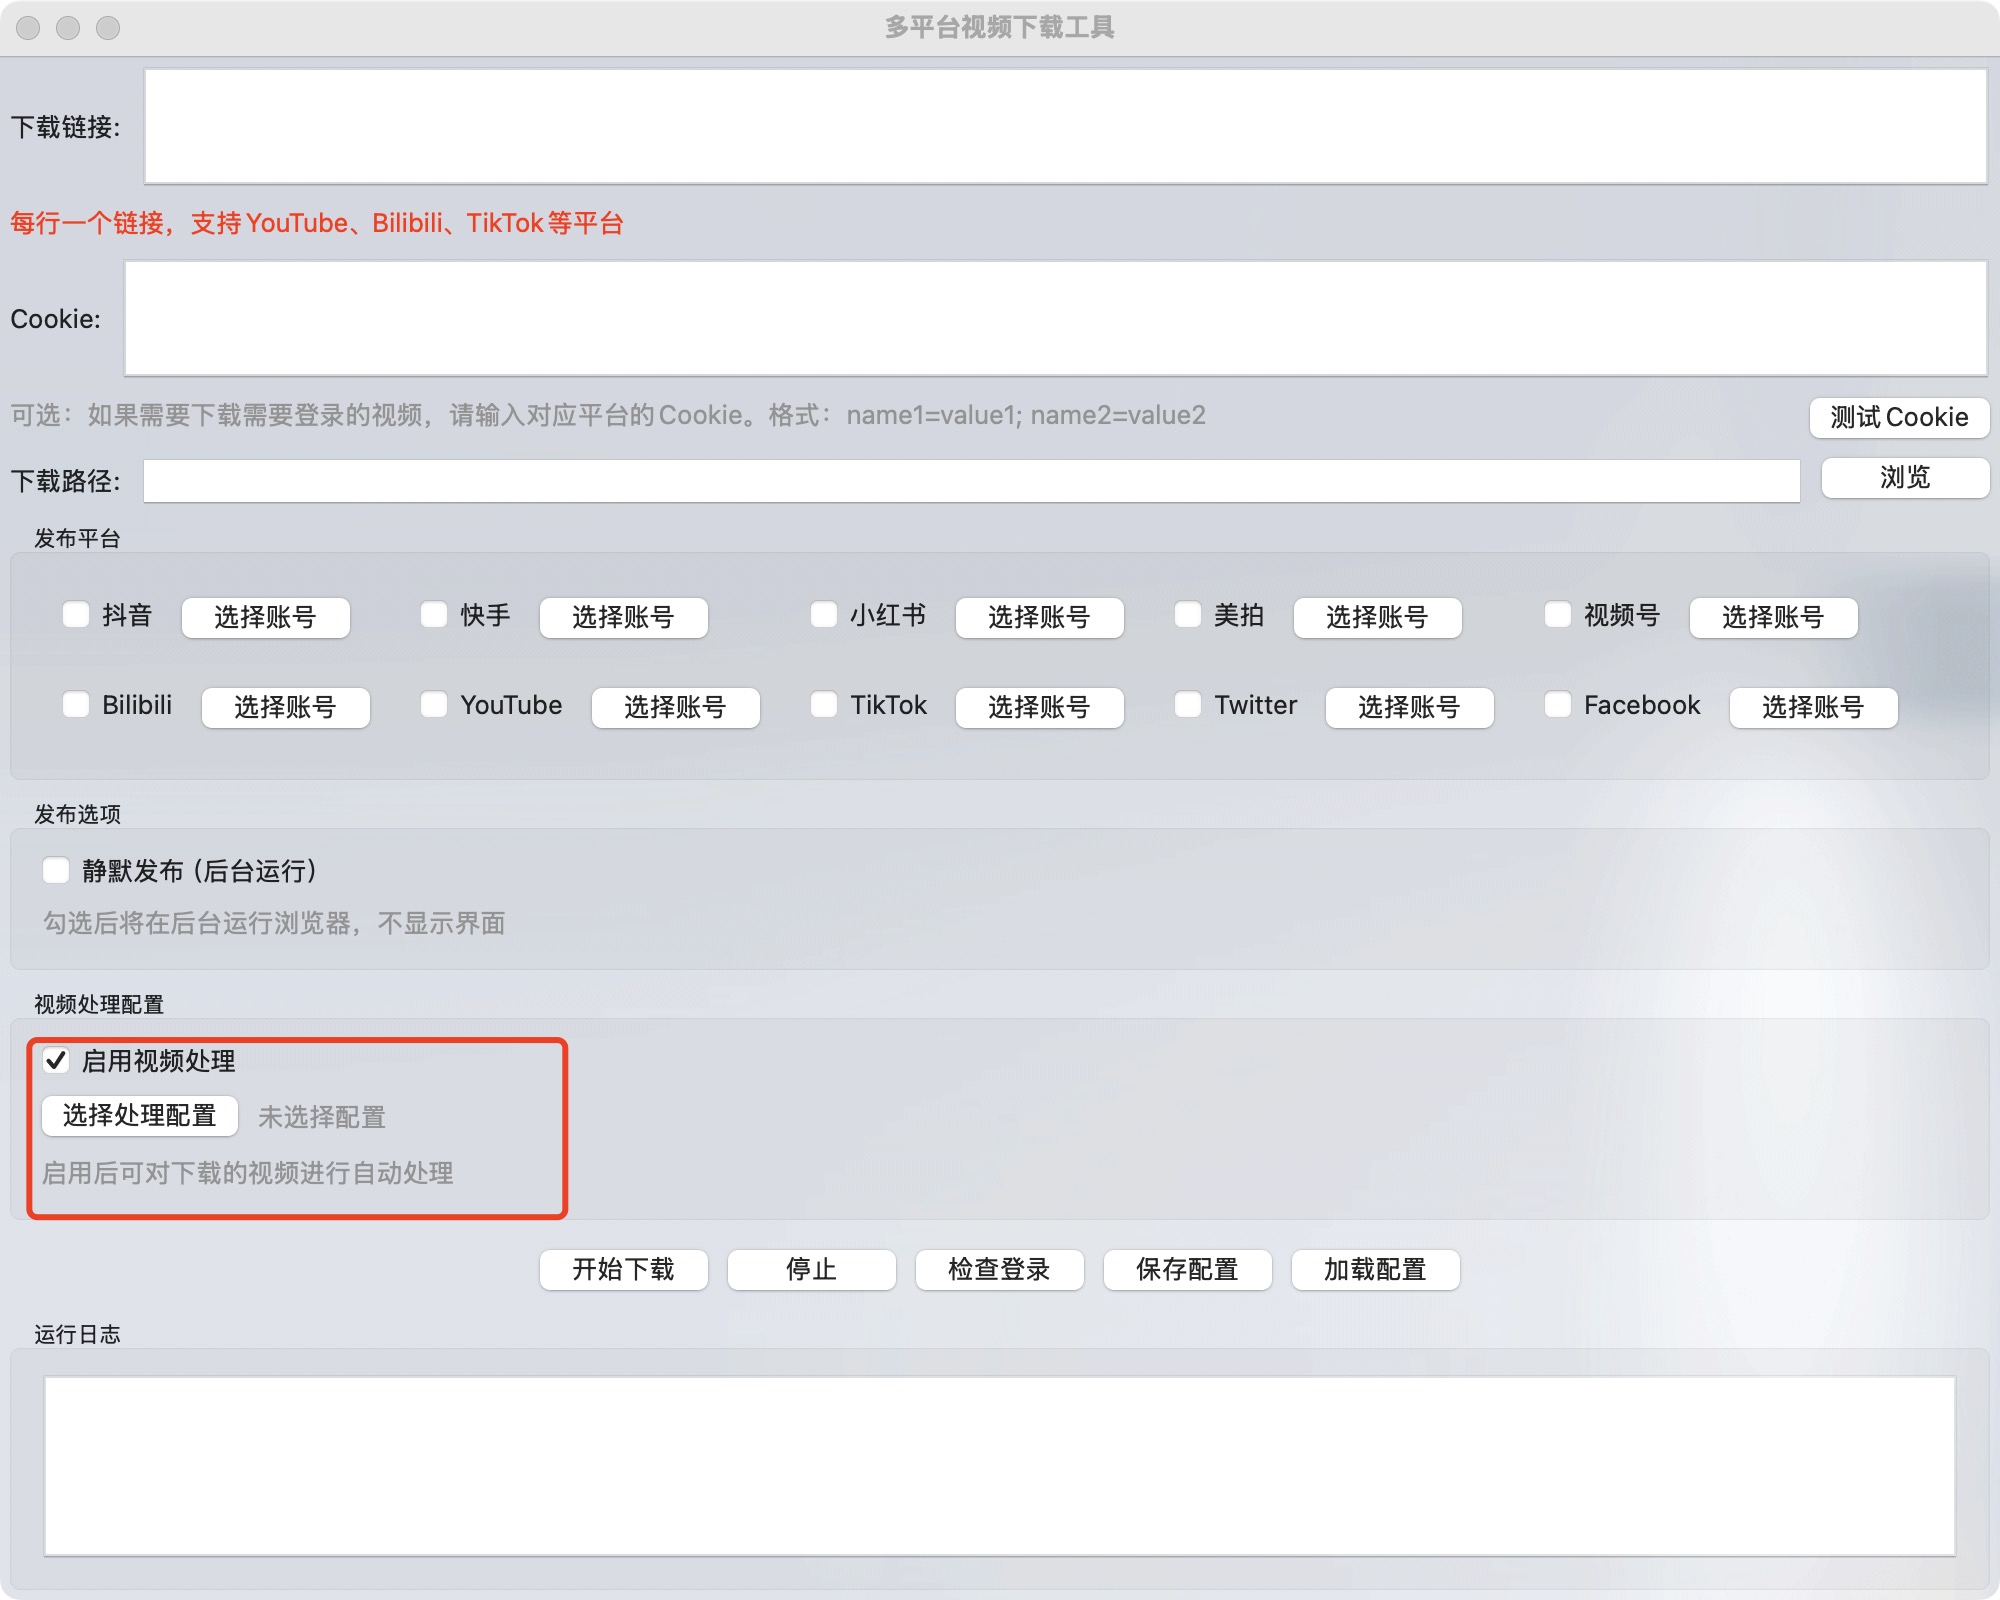 多平台视频下载工具
下载链接:
每行一个链接，支持YouTube、Bilibili、TikTok等平台
Cookie:
可选：如果需要下载需要登录的视频，请输入对应平台的Cookie。格式：name1=value1; name2=value2
测试Cookie
下载路径:
浏览
发布平台
抖音 选择账号 快手 选择账号 小红书 选择账号 美拍 选择账号 视频号 选择账号
Bilibili 选择账号 YouTube 选择账号 TikTok 选择账号 Twitter 选择账号 Facebook 选择账号
发布选项
静默发布 (后台运行)
勾选后将在后台运行浏览器，不显示界面
视频处理配置
启用视频处理
选择处理配置 未选择配置
启用后可对下载的视频进行自动处理
开始下载 停止 检查登录 保存配置 加载配置
运行日志